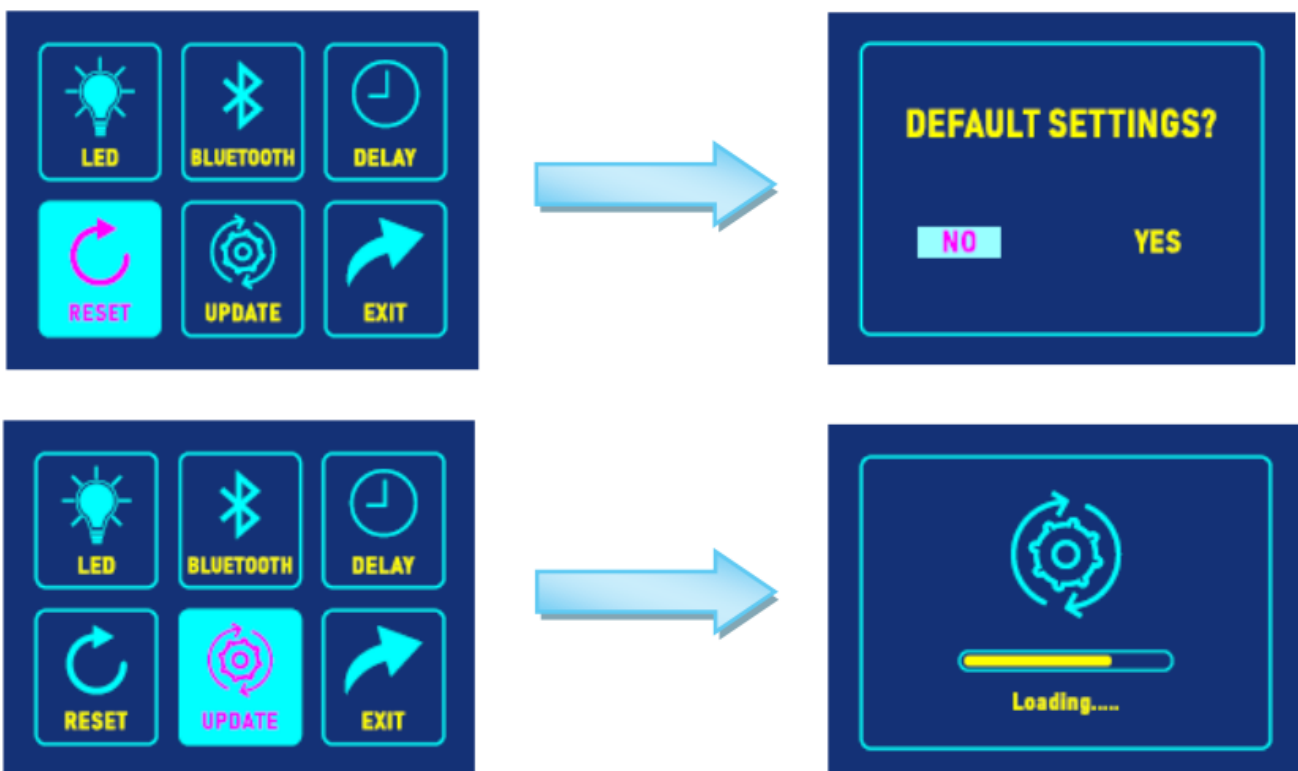 LED BLUETOOTH DELAY
RESET UPDATE EXIT
DEFAULT SETTINGS?
NO YES
LED BLUETOOTH DELAY
RESET UPDATE EXIT
Loading.....